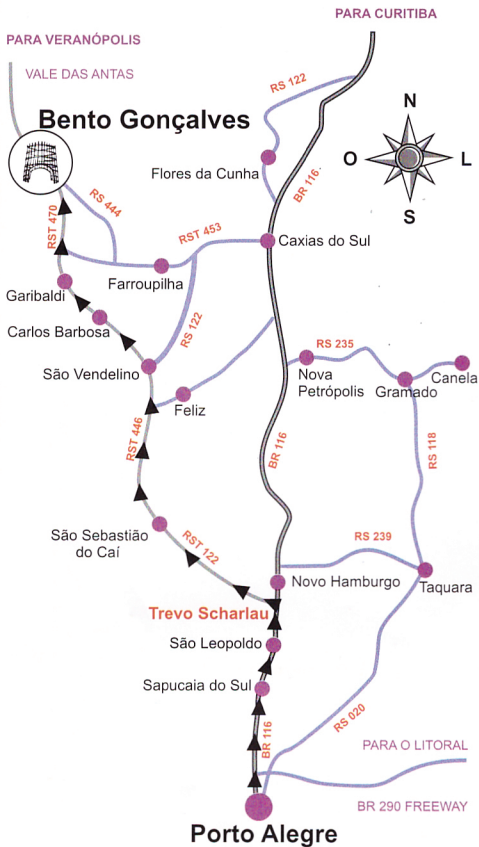 PARA CURITIBA
PARA VERANÓPOLIS
VALE DAS ANTAS
RS 122
Bento Gonçalves
N
O
L
S
Flores da Cunha
BR 116.
RS 444
RST 470
RST 453
Caxias do Sul
Farroupilha
Garibaldi
Carlos Barbosa
RS 122
São Vendelino
RS 235
Nova
Petrópolis
Canela
Gramado
Feliz
RST 446
BR 116
RS 118
São Sebastião
do Caí
RST 122
RS 239
Novo Hamburgo
Taquara
Trevo Scharlau
São Leopoldo
Sapucaia do Sul
RS 020
BR 116
PARA O LITORAL
BR 290 FREEWAY
Porto Alegre